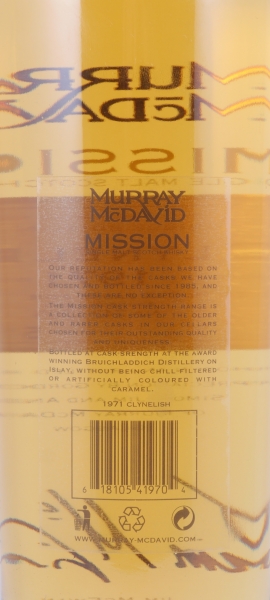 MURRAY
McDAVID
MISSION
OUR REPUTATION HAS BEEN BASED ON
THE QUALITY OF THE CASKS WE HAVE
CHOSEN AND BOTTLED SINCE 1995, AND
THESE ARE NO EXCEPTION.
THE MISSION CASK STRENGTH RANGE IS
A COLLECTION OF SOME OF THE OLDER
AND RARER CASKS IN OUR CELLARS
CHOSEN FOR THEIR OUTSTANDING QUALITY
AND UNIQUENESS.
BOTTLED AT CASK SRENGTH AT THE AWARD
WINNING BRUICHLADDICH DISTILLERY ON
ISLAY, WITHOUT BEING CHILL-FILTERED
OR ARTIFICIALLY COLOURED WITH
CARAMEL.
1971 CLYNELISH
5 18105 41970 4
WWW.MURRAY-MCDAVID.COM